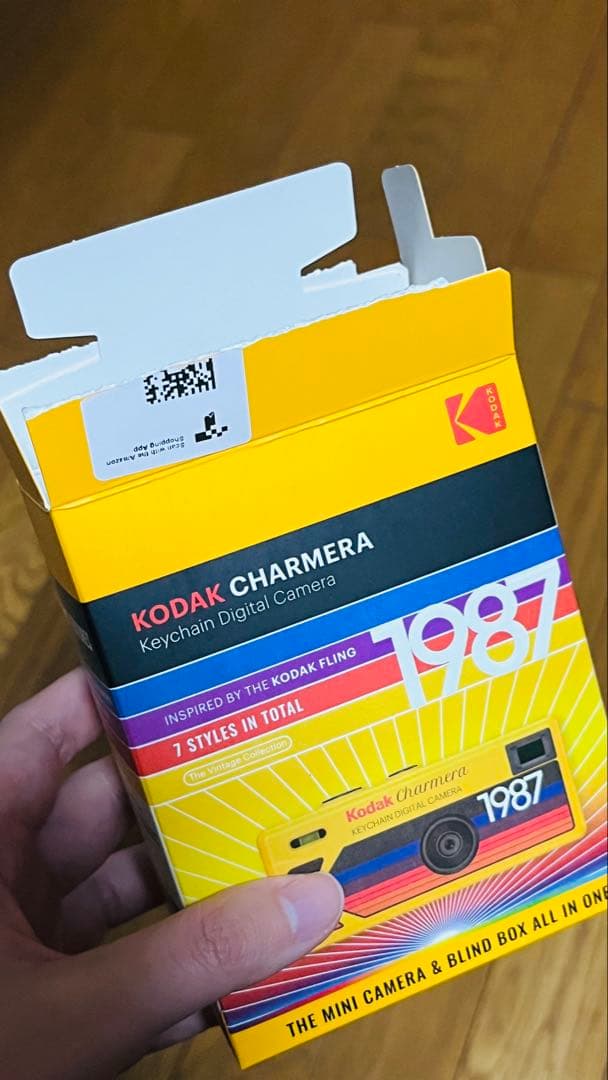 Scan with the Amazon
Shopping App
KODAK
KODAK CHARMERA
Keychain Digital Camera
1987
INSPIRED BY THE KODAK FLING
7 STYLES IN TOTAL
The Vintage Collection
Kodak Charmera
KEYCHAIN DIGITAL CAMERA
1987
THE MINI CAMERA & BLIND BOX ALL IN ONE